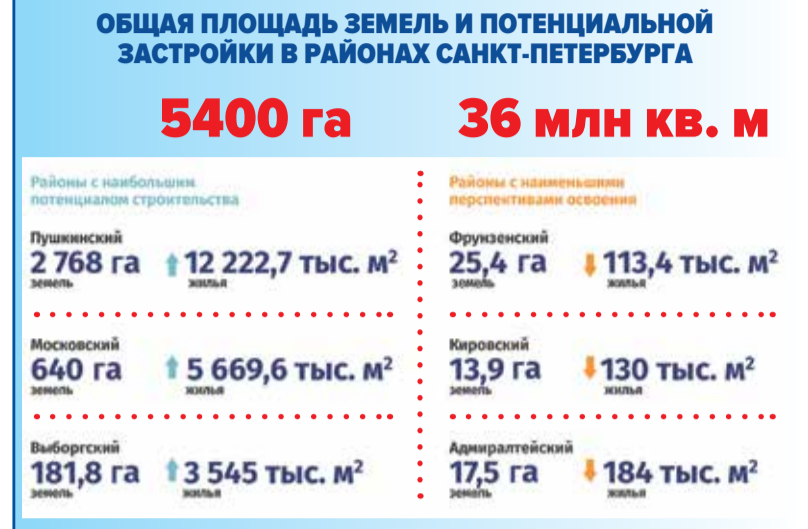 ОБЩАЯ ПЛОЩАДЬ ЗЕМЕЛЬ И ПОТЕНЦИАЛЬНОЙ
ЗАСТРОЙКИ В РАЙОНАХ САНКТ-ПЕТЕРБУРГА
5400 га 36 млн кв. м
Районы с наибольшим
потенциалом строительства
Пушкинский
2 768 га 12 222,7 тыс. м²
земель жилья
Московский
640 га 5 669,6 тыс. м²
земель жилья
Выборгский
181,8 га 3 545 тыс. м²
земель жилья
Районы с наименьшими
перспективами освоения
Фрунзенский
25,4 га 113,4 тыс. м²
земель жилья
Кировский
13,9 га 130 тыс. м²
земель жилья
Адмиралтейский
17,5 га 184 тыс. м²
земель жилья